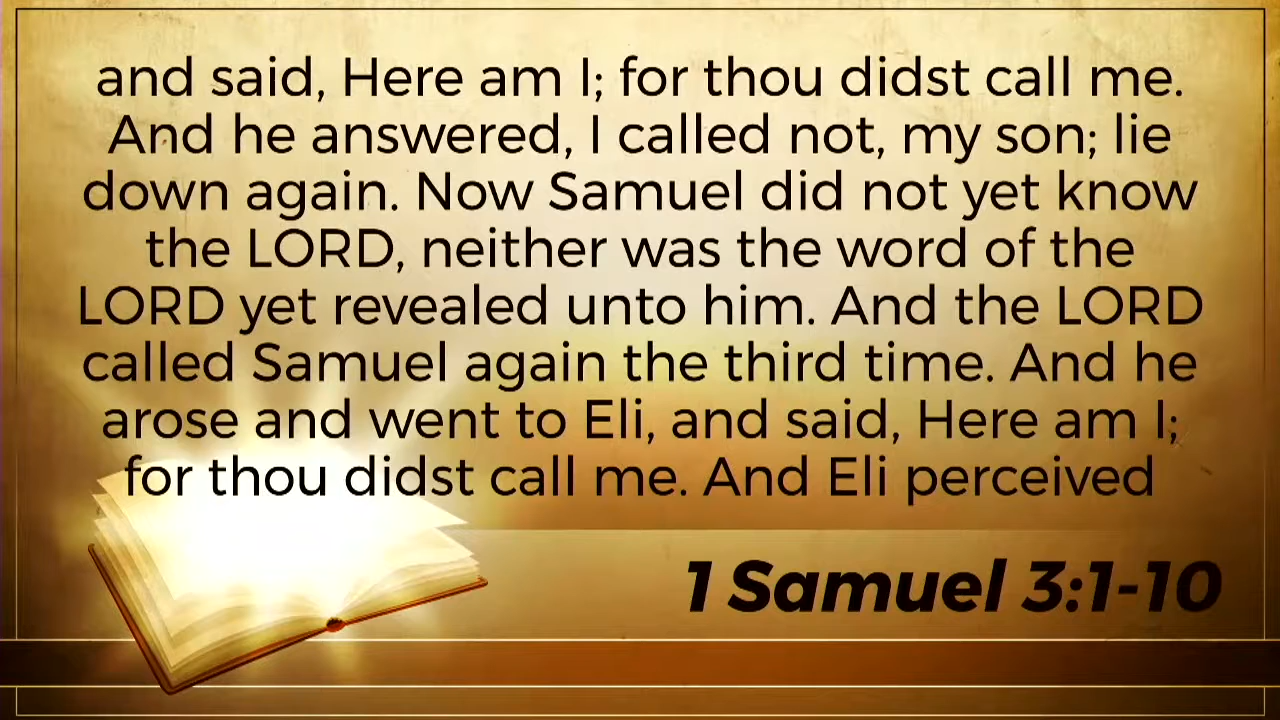 and said, Here am I; for thou didst call me.
And he answered, I called not, my son; lie
down again. Now Samuel did not yet know
the LORD, neither was the word of the
LORD yet revealed unto him. And the LORD
called Samuel again the third time. And he
arose and went to Eli, and said, Here am I;
for thou didst call me. And Eli perceived
1 Samuel 3:1-10